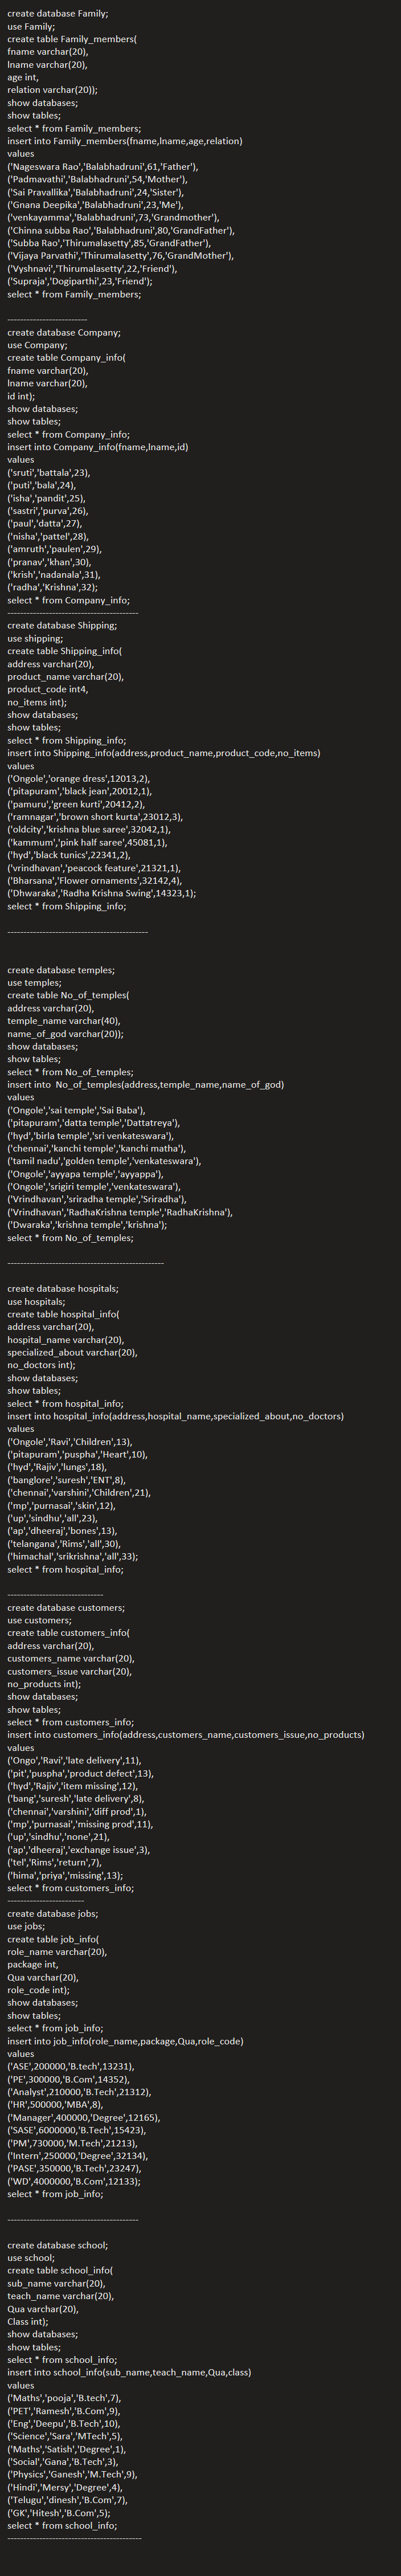 create database Family;
use Family;
create table Family_members(
fname varchar(20),
lname varchar(20),
age int,
relation varchar(20));
show databases;
show tables;
select * from Family_members;
insert into Family_members(fname,lname,age,relation)
values
('Nageswara Rao','Balabhadruni',61,'Father'),
('Padmavathi','Balabhadruni',54,'Mother'),
('Sai Pravallika','Balabhadruni',24,'Sister'),
('Gnana Deepika','Balabhadruni',23,'Me'),
('venkayamma','Balabhadruni',73,'Grandmother'),
('Chinna subba Rao','Balabhadruni',80,'GrandFather'),
('Subba Rao','Thirumalasetty',85,'GrandFather'),
('Vijaya Parvathi','Thirumalasetty',76,'GrandMother'),
('Vyshnavi','Thirumalasetty',22,'Friend'),
('Supraja','Dogiparthi',23,'Friend');
select * from Family_members;
-------------------------
create database Company;
use Company;
create table Company_info(
fname varchar(20),
lname varchar(20),
id int);
show databases;
show tables;
select * from Company_info;
insert into Company_info(fname,lname,id)
values
('sruti','battala',23),
('puti','bala',24),
('isha','pandit',25),
('sastri','purva',26),
('paul','datta',27),
('nisha','pattel',28),
('amruth','paulen',29),
('pranav','khan',30),
('krish','nadanala',31),
('radha','Krishna',32);
select * from Company_info;
-----------------------------------------
create database Shipping;
use shipping;
create table Shipping_info(
address varchar(20),
product_name varchar(20),
product_code int4,
no_items int);
show databases;
show tables;
select * from Shipping_info;
insert into Shipping_info(address,product_name,product_code,no_items)
values
('Ongole','orange dress',12013,2),
('pitapuram','black jean',20012,1),
('pamuru','green kurti',20412,2),
('ramnagar','brown short kurta',23012,3),
('oldcity','krishna blue saree',32042,1),
('kammum','pink half saree',45081,1),
('hyd','black tunics',22341,2),
('vrindhavan','peacock feature',21321,1),
('Bharsana','Flower ornaments',32142,4),
('Dhwaraka','Radha Krishna Swing',14323,1);
select * from Shipping_info;
--------------------------------------------
create database temples;
use temples;
create table No_of_temples(
address varchar(20),
temple_name varchar(40),
name_of_god varchar(20));
show databases;
show tables;
select * from No_of_temples;
insert into  No_of_temples(address,temple_name,name_of_god)
values
('Ongole','sai temple','Sai Baba'),
('pitapuram','datta temple','Dattatreya'),
('hyd','birla temple','sri venkateswara'),
('chennai','kanchi temple','kanchi matha'),
('tamil nadu','golden temple','venkateswara'),
('Ongole','ayyapa temple','ayyappa'),
('Ongole','srigiri temple','venkateswara'),
('Vrindhavan','sriradha temple','Sriradha'),
('Vrindhavan','RadhaKrishna temple','RadhaKrishna'),
('Dwaraka','krishna temple','krishna');
select * from No_of_temples;
-------------------------------------------------
create database hospitals;
use hospitals;
create table hospital_info(
address varchar(20),
hospital_name varchar(20),
specialized_about varchar(20),
no_doctors int);
show databases;
show tables;
select * from hospital_info;
insert into hospital_info(address,hospital_name,specialized_about,no_doctors)
values
('Ongole','Ravi','Children',13),
('pitapuram','puspha','Heart',10),
('hyd','Rajiv','lungs',18),
('banglore','suresh','ENT',8),
('chennai','varshini','Children',21),
('mp','purnasai','skin',12),
('up','sindhu','all',23),
('ap','dheeraj','bones',13),
('telangana','Rims','all',30),
('himachal','srikrishna','all',33);
select * from hospital_info;
------------------------------
create database customers;
use customers;
create table customers_info(
address varchar(20),
customers_name varchar(20),
customers_issue varchar(20),
no_products int);
show databases;
show tables;
select * from customers_info;
insert into customers_info(address,customers_name,customers_issue,no_products)
values
('Ongo','Ravi','late delivery',11),
('pit','puspha','product defect',13),
('hyd','Rajiv','item missing',12),
('bang','suresh','late delivery',8),
('chennai','varshini','diff prod',1),
('mp','purnasai','missing prod',11),
('up','sindhu','none',21),
('ap','dheeraj','exchange issue',3),
('tel','Rims','return',7),
('hima','priya','missing',13);
select * from customers_info;
------------------------
create database jobs;
use jobs;
create table job_info(
role_name varchar(20),
package int,
Qua varchar(20),
role_code int);
show databases;
show tables;
select * from job_info;
insert into job_info(role_name,package,Qua,role_code)
values
('ASE',200000,'B.tech',13231),
('PE',300000,'B.Com',14352),
('Analyst',210000,'B.Tech',21312),
('HR',500000,'MBA',8),
('Manager',400000,'Degree',12165),
('SASE',6000000,'B.Tech',15423),
('PM',730000,'M.Tech',21213),
('Intern',250000,'Degree',32134),
('PASE',350000,'B.Tech',23247),
('WD',4000000,'B.Com',12133);
select * from job_info;
-----------------------------------------
create database school;
use school;
create table school_info(
sub_name varchar(20),
teach_name varchar(20),
Qua varchar(20),
Class int);
show databases;
show tables;
select * from school_info;
insert into school_info(sub_name,teach_name,Qua,class)
values
('Maths','pooja','B.tech',7),
('PET','Ramesh','B.Com',9),
('Eng','Deepu','B.Tech',10),
('Science','Sara','MTech',5),
('Maths','Satish','Degree',1),
('Social','Gana','B.Tech',3),
('Physics','Ganesh','M.Tech',9),
('Hindi','Mersy','Degree',4),
('Telugu','dinesh','B.Com',7),
('GK','Hitesh','B.Com',5);
select * from school_info;
------------------------------------------